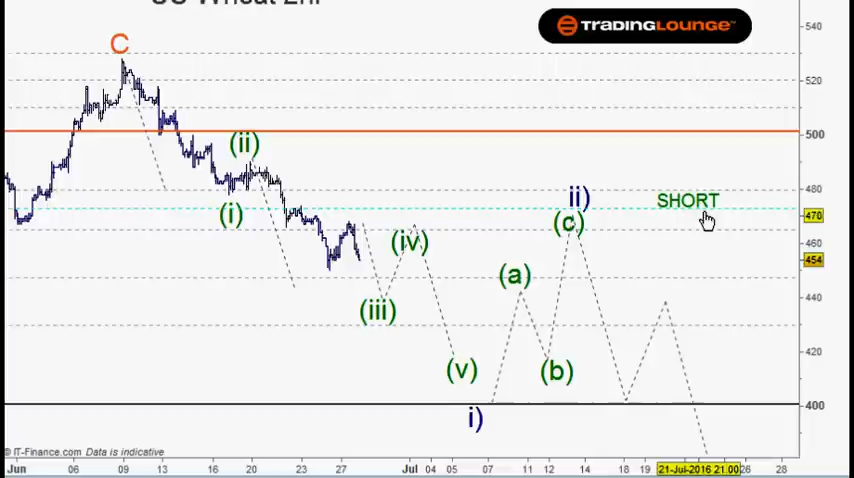 US Wheat 2hr
TRADINGLOUNGE
540
C
520
500
(ii)
480
SHORT
ii)
(i)
470
(c)
(iv)
460
454
(a)
440
(iii)
420
(v)
(b)
400
i)
© IT-Finance.com Data is indicative
Jun 06 09 13 16 20 23 27 Jul 04 05 07 11 12 14 18 19 21-Jul-2016 21.00 26 28